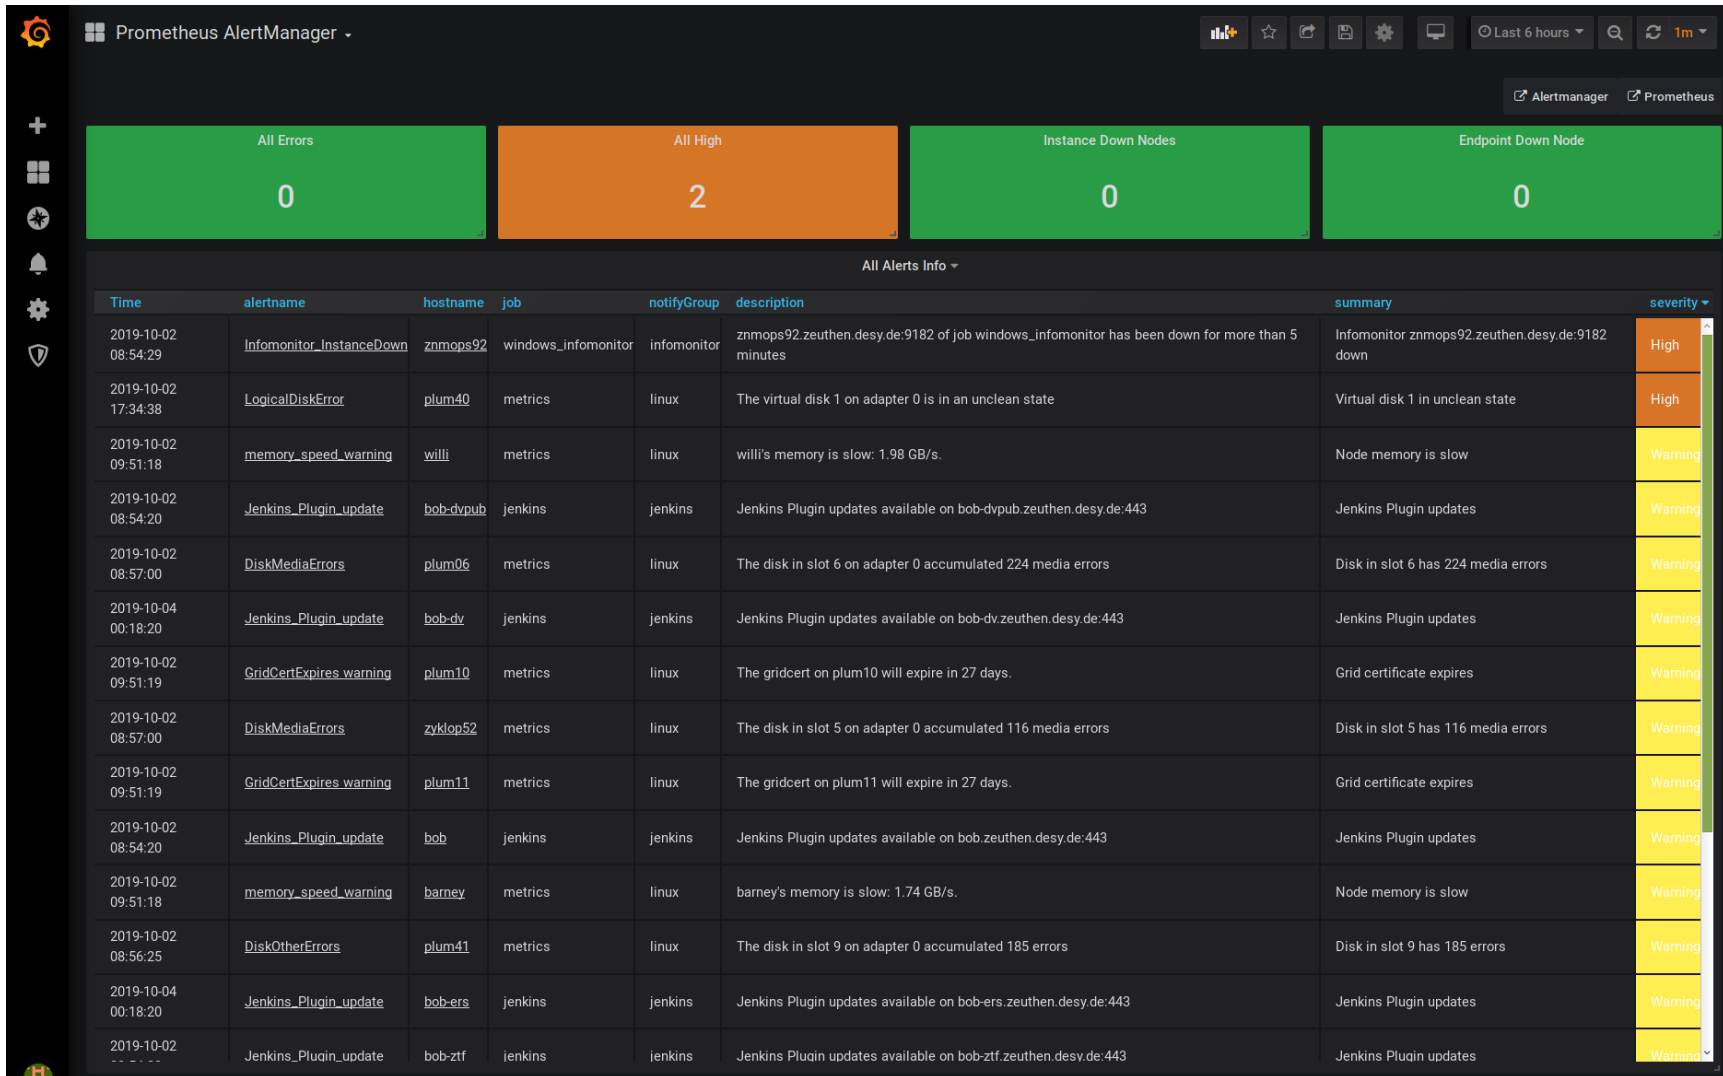 Prometheus AlertManager
Last 6 hours
1m
Alertmanager Prometheus
All Errors
0
All High
2
Instance Down Nodes
0
Endpoint Down Node
0
All Alerts Info
Time alertname hostname job notifyGroup description summary severity
2019-10-02 08:54:29 Infomonitor_InstanceDown znmops92 windows_infomonitor infomonitor znmops92.zeuthen.desy.de:9182 of job windows_infomonitor has been down for more than 5 minutes Infomonitor znmops92.zeuthen.desy.de:9182 down High
2019-10-02 17:34:38 LogicalDiskError plum40 metrics linux The virtual disk 1 on adapter 0 is in an unclean state Virtual disk 1 in unclean state High
2019-10-02 09:51:18 memory_speed_warning willi metrics linux willi's memory is slow: 1.98 GB/s. Node memory is slow Warning
2019-10-02 08:54:20 Jenkins_Plugin_update bob-dvpub jenkins jenkins Jenkins Plugin updates available on bob-dvpub.zeuthen.desy.de:443 Jenkins Plugin updates Warning
2019-10-02 08:57:00 DiskMediaErrors plum06 metrics linux The disk in slot 6 on adapter 0 accumulated 224 media errors Disk in slot 6 has 224 media errors Warning
2019-10-04 00:18:20 Jenkins_Plugin_update bob-dv jenkins jenkins Jenkins Plugin updates available on bob-dv.zeuthen.desy.de:443 Jenkins Plugin updates Warning
2019-10-02 09:51:19 GridCertExpires warning plum10 metrics linux The gridcert on plum10 will expire in 27 days. Grid certificate expires Warning
2019-10-02 08:57:00 DiskMediaErrors zyklop52 metrics linux The disk in slot 5 on adapter 0 accumulated 116 media errors Disk in slot 5 has 116 media errors Warning
2019-10-02 09:51:19 GridCertExpires warning plum11 metrics linux The gridcert on plum11 will expire in 27 days. Grid certificate expires Warning
2019-10-02 08:54:20 Jenkins_Plugin_update bob jenkins jenkins Jenkins Plugin updates available on bob.zeuthen.desy.de:443 Jenkins Plugin updates Warning
2019-10-02 09:51:18 memory_speed_warning barney metrics linux barney's memory is slow: 1.74 GB/s. Node memory is slow Warning
2019-10-02 08:56:25 DiskOtherErrors plum41 metrics linux The disk in slot 9 on adapter 0 accumulated 185 errors Disk in slot 9 has 185 errors Warning
2019-10-04 00:18:20 Jenkins_Plugin_update bob-ers jenkins jenkins Jenkins Plugin updates available on bob-ers.zeuthen.desy.de:443 Jenkins Plugin updates Warning
2019-10-02 Jenkins_Plugin_update bob-ztf jenkins jenkins Jenkins Plugin updates available on bob-ztf.zeuthen.desy.de:443 Jenkins Plugin updates Warning